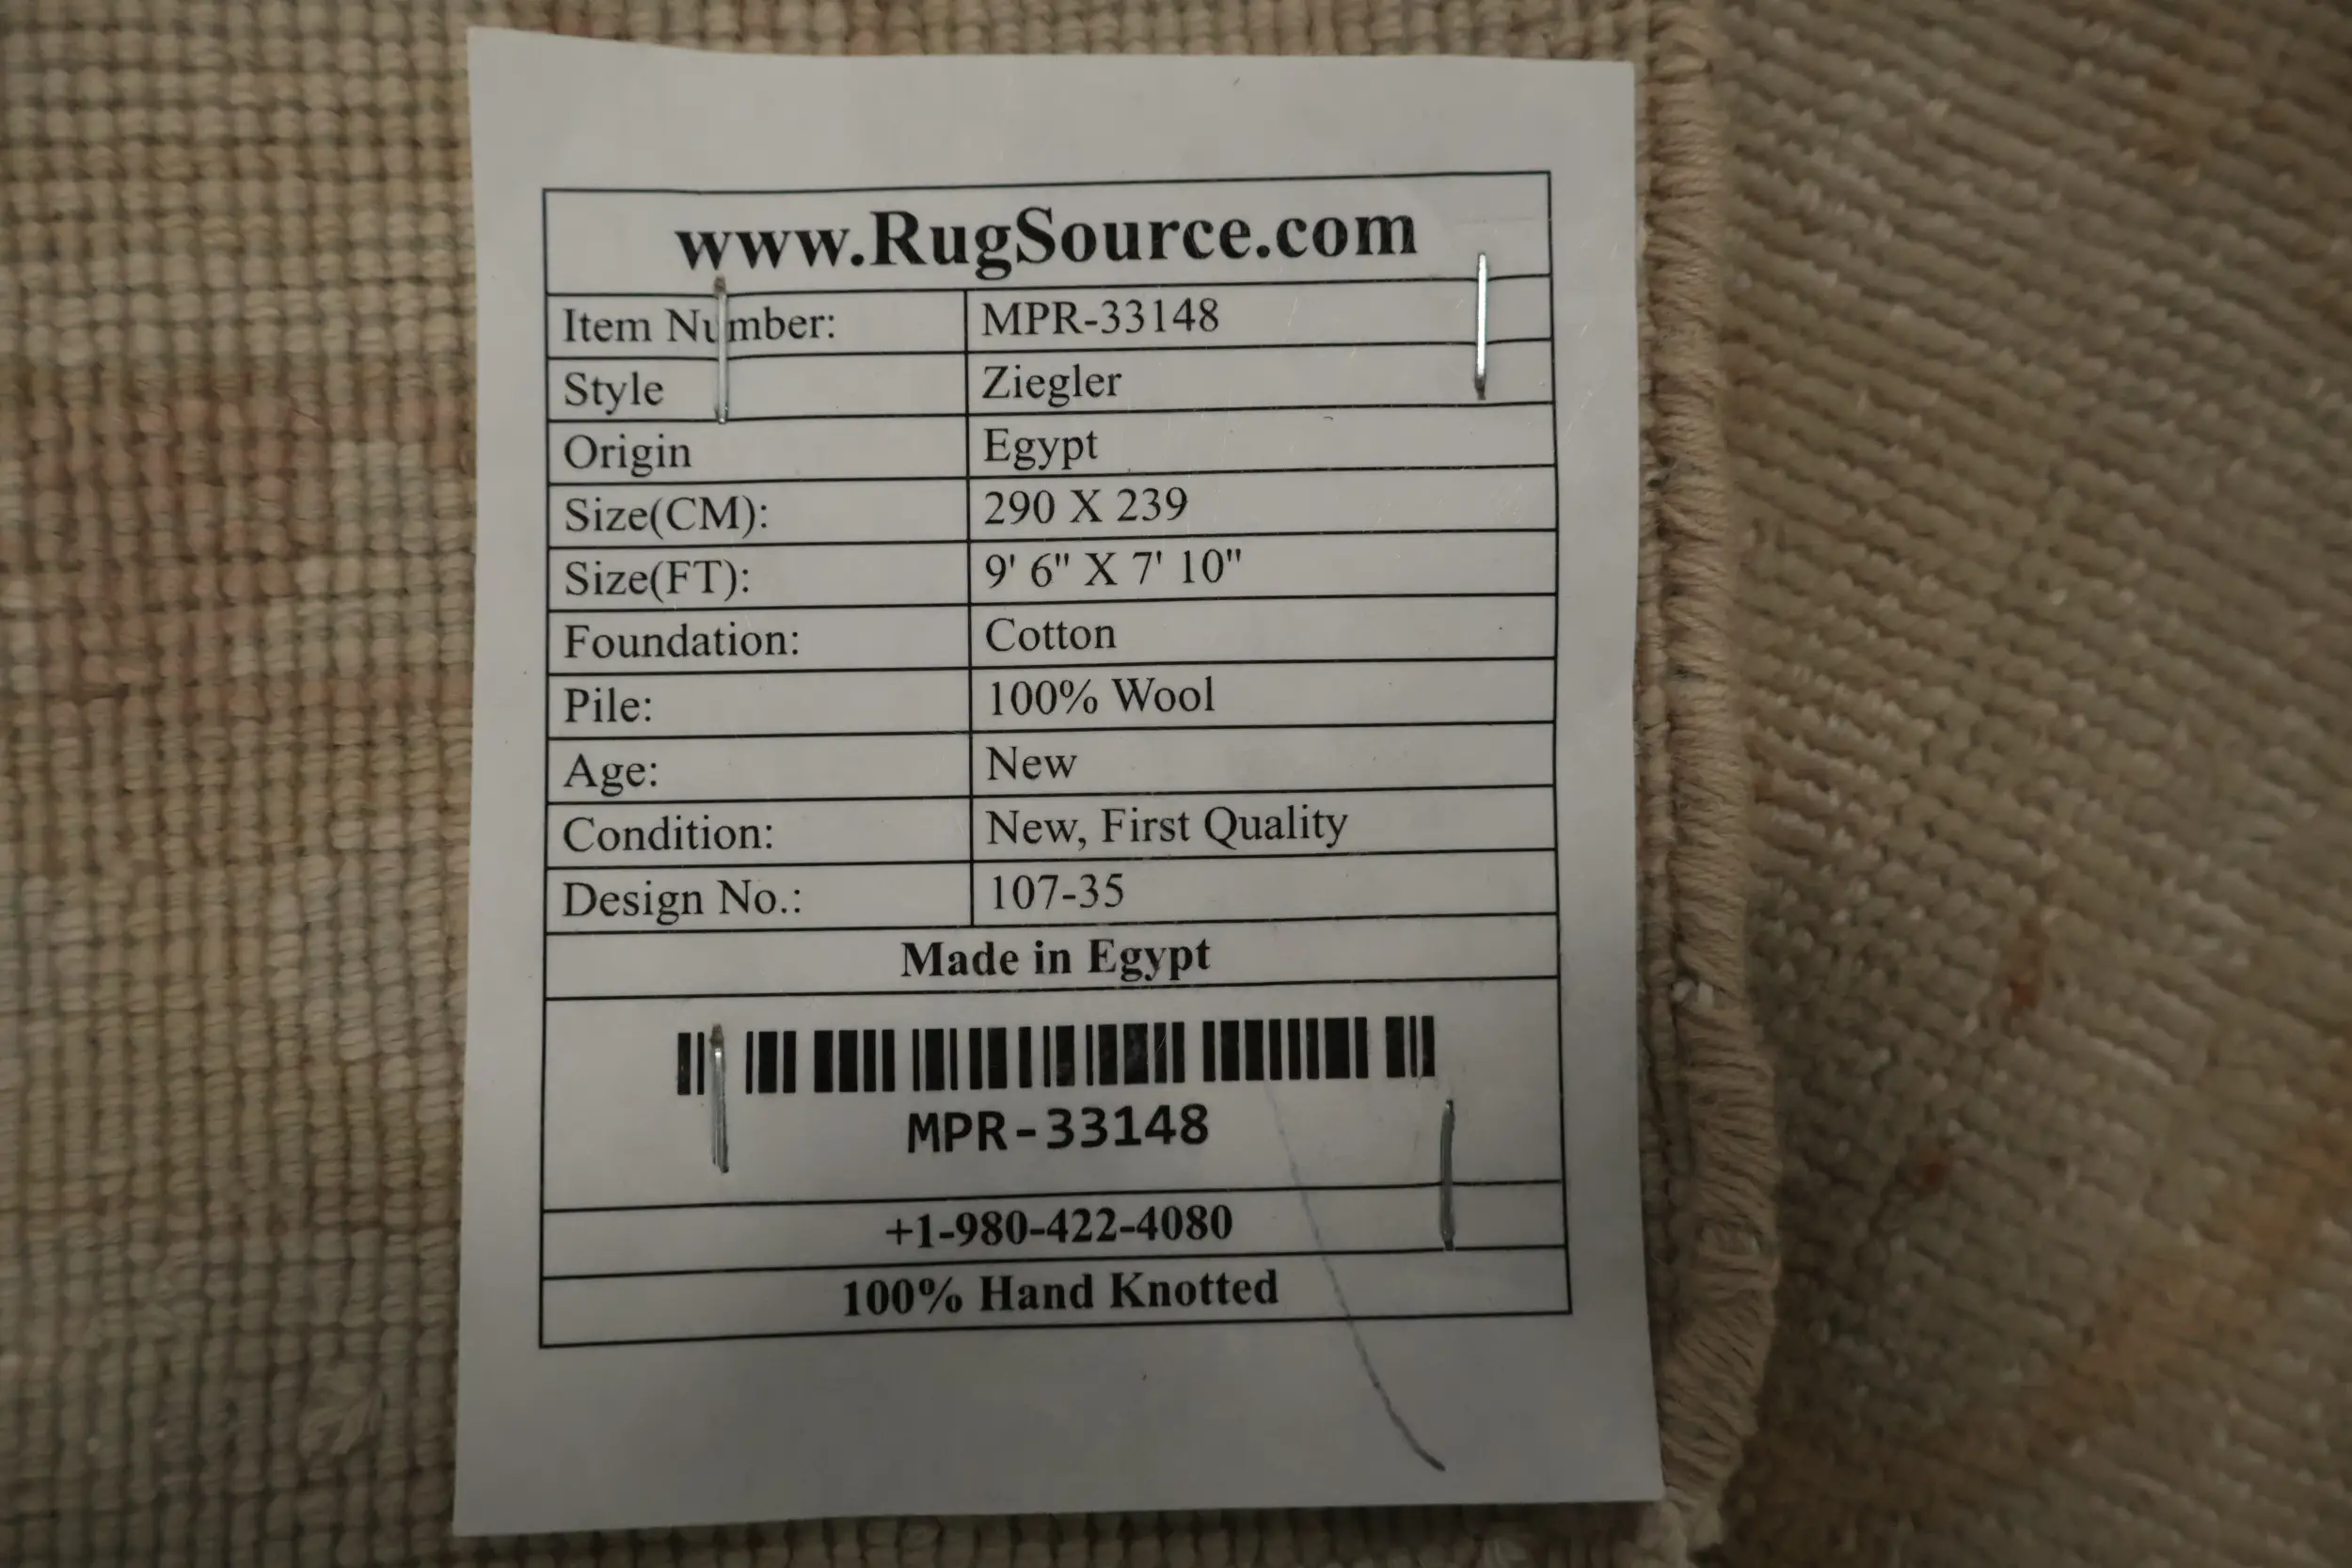 www.RugSource.com
Item Number: MPR-33148
Style Ziegler
Origin Egypt
Size(CM): 290 X 239
Size(FT): 9' 6" X 7' 10"
Foundation: Cotton
Pile: 100% Wool
Age: New
Condition: New, First Quality
Design No.: 107-35
Made in Egypt
MPR-33148
+1-980-422-4080
100% Hand Knotted